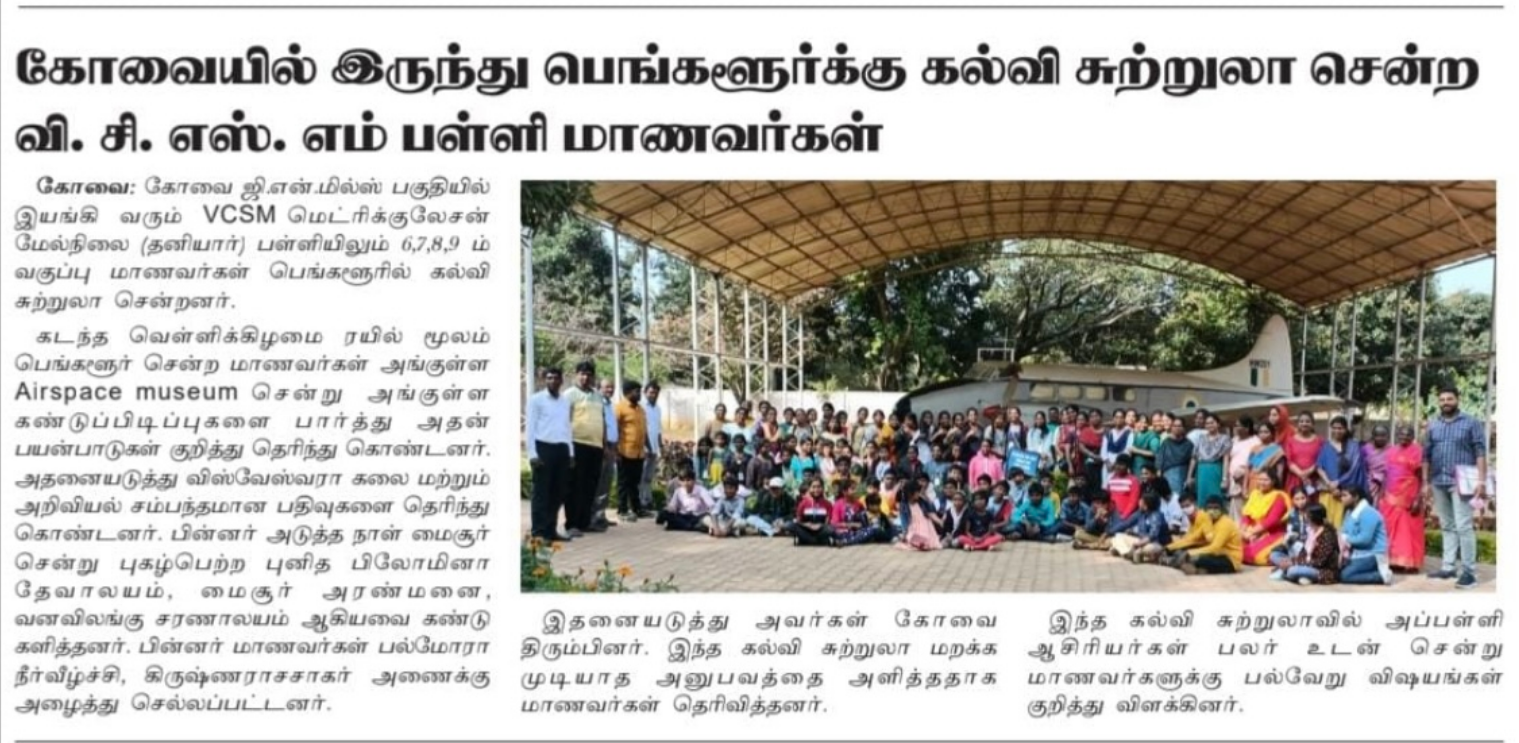 கோவையில் இருந்து பெங்களூர்க்கு கல்வி சுற்றுலா சென்ற
வி. சி. எஸ். எம் பள்ளி மாணவர்கள்
கோவை: கோவை ஜி.என்.மில்ஸ் பகுதியில்
இயங்கி வரும் VCSM மெட்ரிக்குலேசன்
மேல்நிலை (தனியார்) பள்ளியிலும் 6,7,8,9 ம்
வகுப்பு மாணவர்கள் பெங்களூரில் கல்வி
சுற்றுலா சென்றனர்.
கடந்த வெள்ளிக்கிழமை ரயில் மூலம்
பெங்களூர் சென்ற மாணவர்கள் அங்குள்ள
Airspace museum சென்று அங்குள்ள
கண்டுப்பிடிப்புகளை பார்த்து அதன்
பயன்பாடுகள் குறித்து தெரிந்து கொண்டனர்.
அதனையடுத்து விஸ்வேஸ்வரா கலை மற்றும்
அறிவியல் சம்பந்தமான பதிவுகளை தெரிந்து
கொண்டனர். பின்னர் அடுத்த நாள் மைசூர்
சென்று புகழ்பெற்ற புனித பிலோமினா
தேவாலயம், மைசூர் அரண்மனை,
வனவிலங்கு சரணாலயம் ஆகியவை கண்டு
களித்தனர். பின்னர் மாணவர்கள் பல்மோரா
நீர்வீழ்ச்சி, கிருஷ்ணராசசாகர் அணைக்கு
அழைத்து செல்லப்பட்டனர்.
இதனையடுத்து அவர்கள் கோவை
திரும்பினர். இந்த கல்வி சுற்றுலா மறக்க
முடியாத அனுபவத்தை அளித்ததாக
மாணவர்கள் தெரிவித்தனர்.
இந்த கல்வி சுற்றுலாவில் அப்பள்ளி
ஆசிரியர்கள் பலர் உடன் சென்று
மாணவர்களுக்கு பல்வேறு விஷயங்கள்
குறித்து விளக்கினர்.